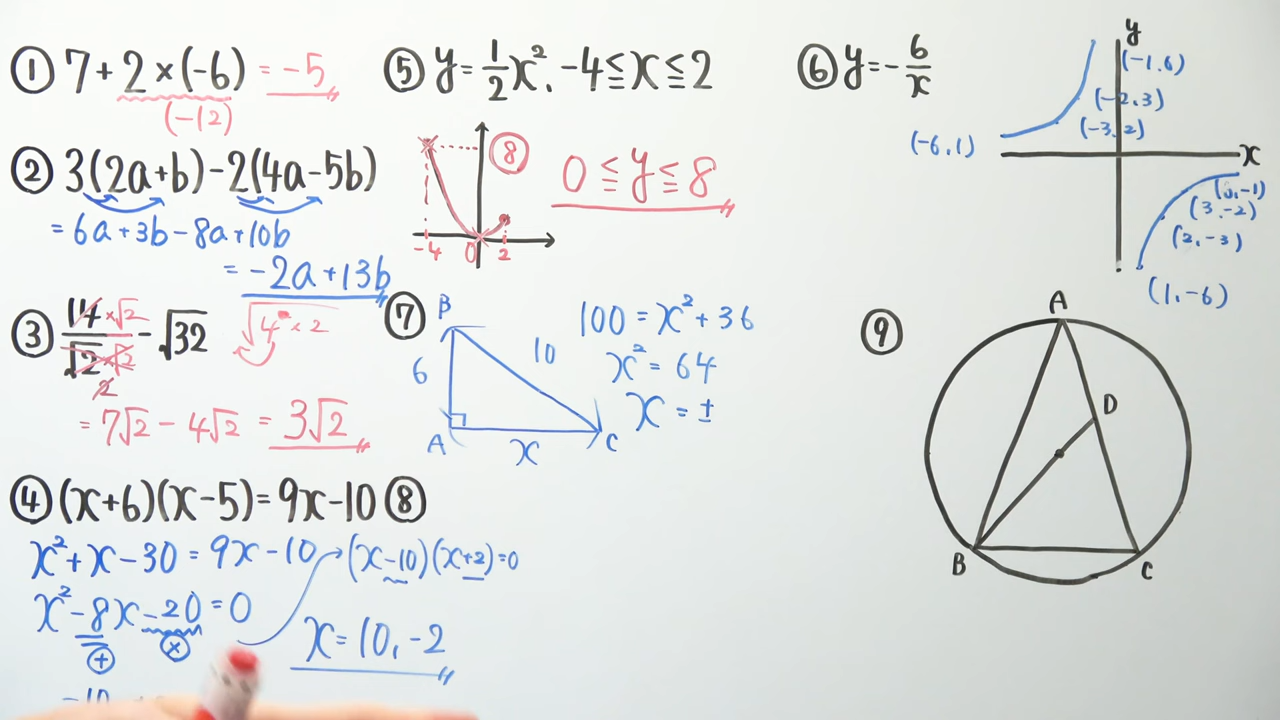 ① 7+2×(-6) = -5
(-12)
② 3(2a+b)-2(4a-5b)
= 6a+3b-8a+10b
= -2a+13b
③ 14×√2/√2×√2 - √32
√4²×2
2
= 7√2 - 4√2 = 3√2
④ (x+6)(x-5)=9x-10
x²+x-30=9x-10
(x-10)(x+2)=0
x²-8x-20=0
+
×
x=10, -2
-10
⑤ y=1/2x², -4≦x≦2
8
0≦y≦8
-4 0 2
⑥ y=-6/x
y
(-1,6)
(-2,3)
(-3,2)
(-6,1)
x
(3,-2)
(2,-3)
(1,-6)
⑦
B
6
10
A
x
C
100=x²+36
x²=64
x=±
⑧
⑨
A
D
B
C